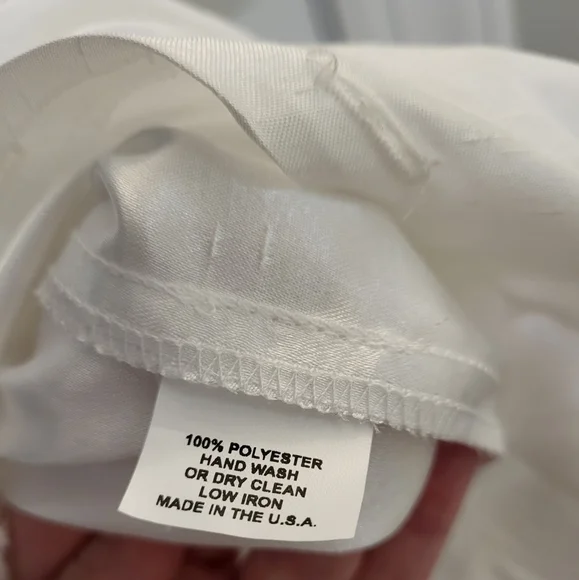 100% POLYESTER
HAND WASH
OR DRY CLEAN
LOW IRON
MADE IN THE U.S.A.